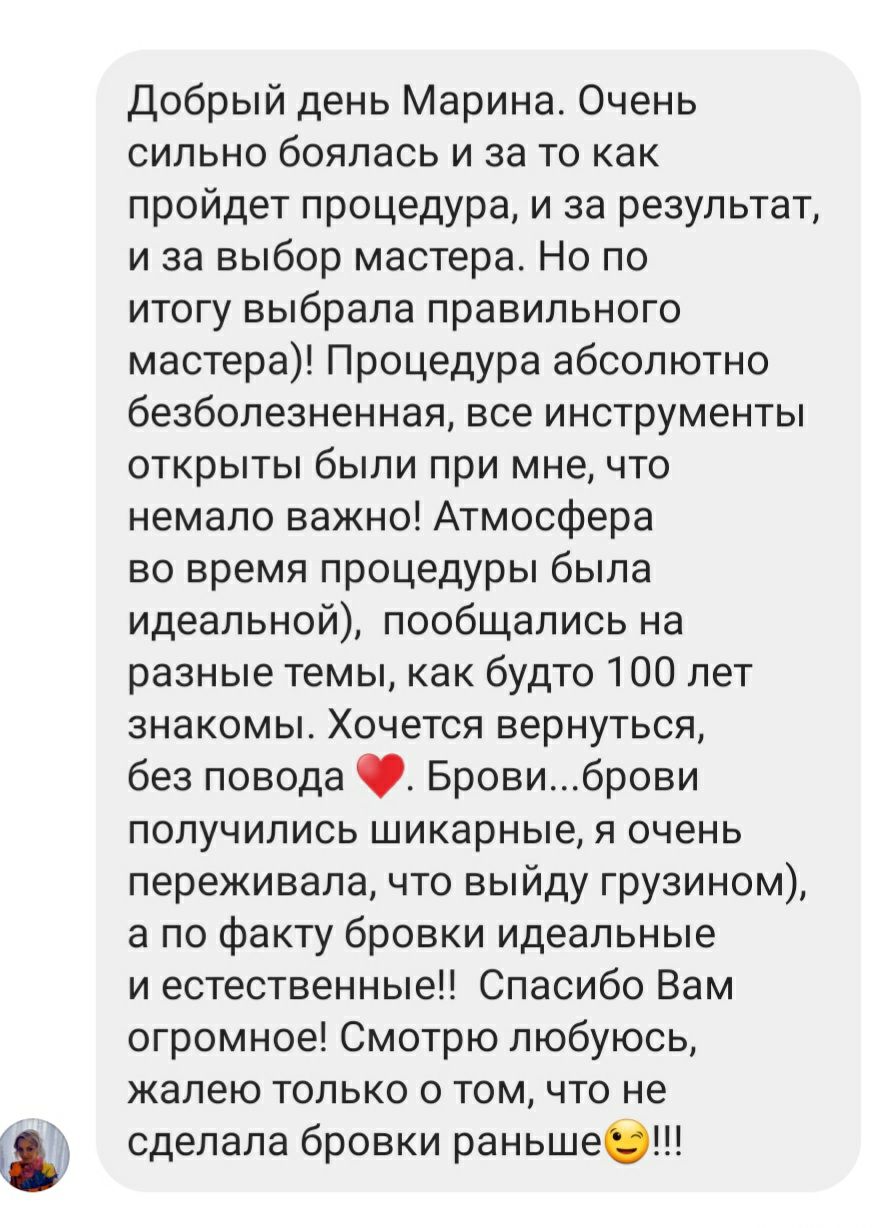 Добрый день Марина. Очень
сильно боялась и за то как
пройдет процедура, и за результат,
и за выбор мастера. Но по
итогу выбрала правильного
мастера)! Процедура абсолютно
безболезненная, все инструменты
открыты были при мне, что
немало важно! Атмосфера
во время процедуры была
идеальной),  пообщались на
разные темы, как будто 100 лет
знакомы. Хочется вернуться,
без повода ❤️. Брови...брови
получились шикарные, я очень
переживала, что выйду грузином),
а по факту бровки идеальные
и естественные!!  Спасибо Вам
огромное! Смотрю любуюсь,
жалею только о том, что не
сделала бровки раньше😉!!!